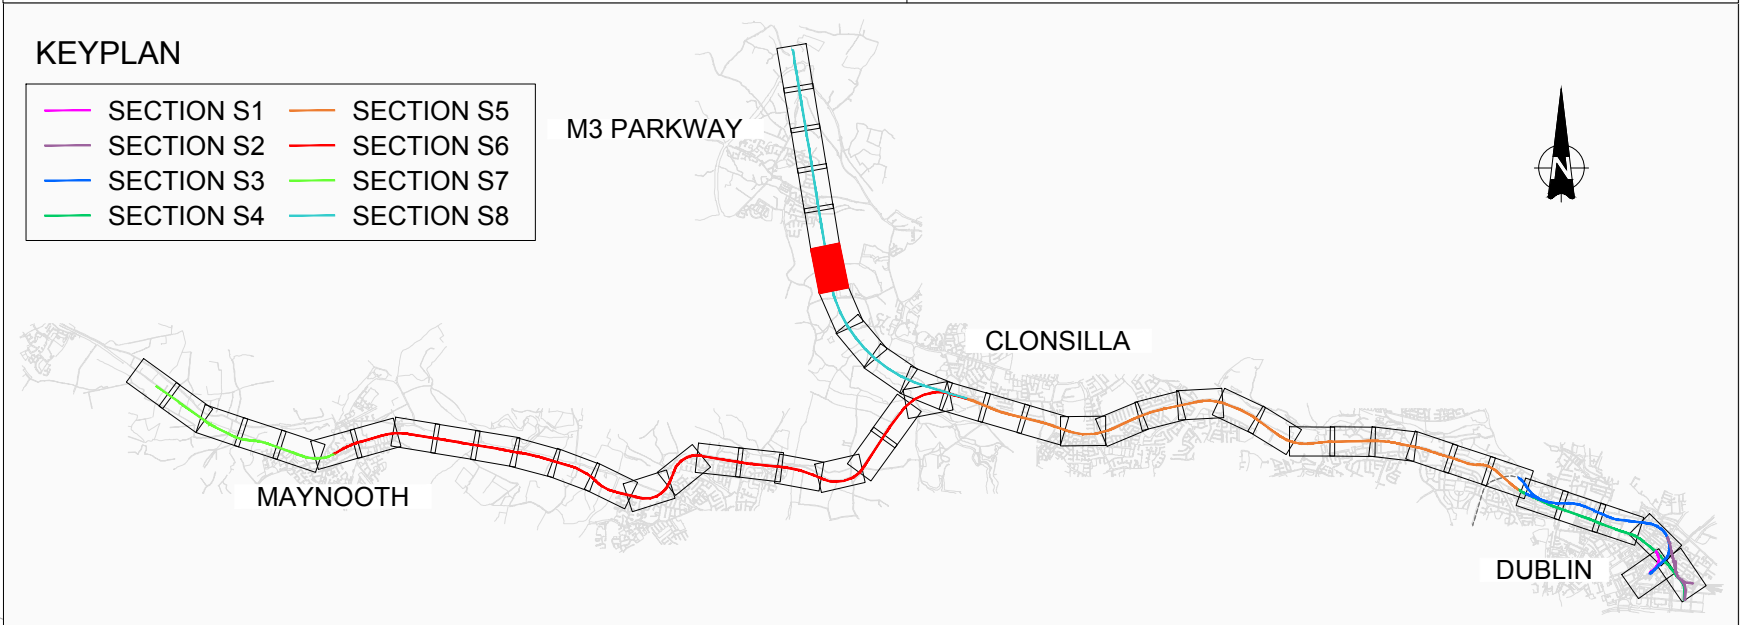 KEYPLAN
SECTION S1
SECTION S2
SECTION S3
SECTION S4
SECTION S5
SECTION S6
SECTION S7
SECTION S8
M3 PARKWAY
N
CLONSILLA
MAYNOOTH
DUBLIN